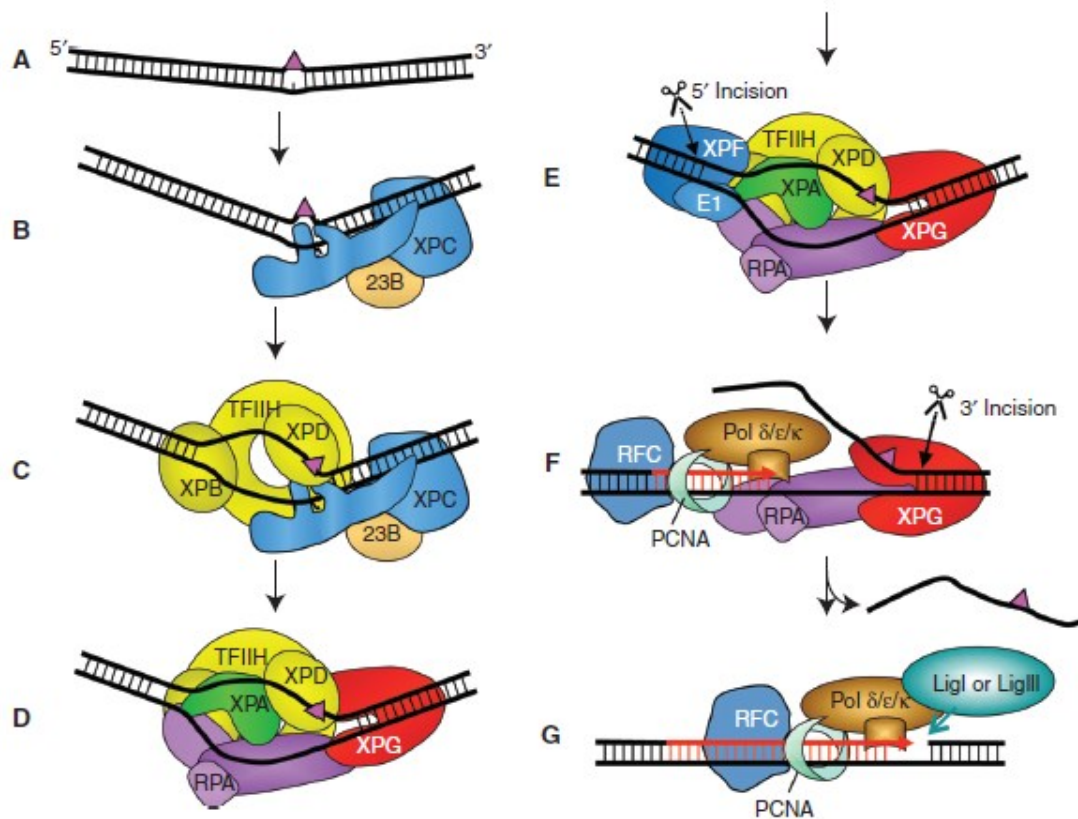 A
5′
3′
B
XPC
23B
C
TFIIH
XPD
XPB
XPC
23B
D
TFIIH
XPD
XPA
XPG
RPA
E
5′ Incision
XPF
TFIIH
XPD
XPA
E1
XPG
RPA
F
3′ Incision
Pol δ/ε/κ
RFC
RPA
XPG
PCNA
G
LigI or LigIII
Pol δ/ε/κ
RFC
PCNA